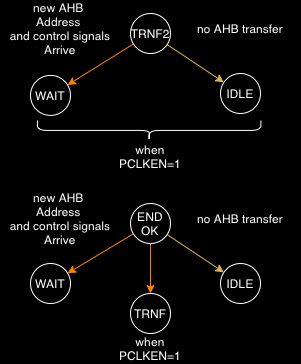 new AHB
Address
and control signals
Arrive
TRNF2
no AHB transfer
WAIT
IDLE
when
PCLKEN=1
new AHB
Address
and control signals
Arrive
END
OK
no AHB transfer
WAIT
IDLE
TRNF
when
PCLKEN=1